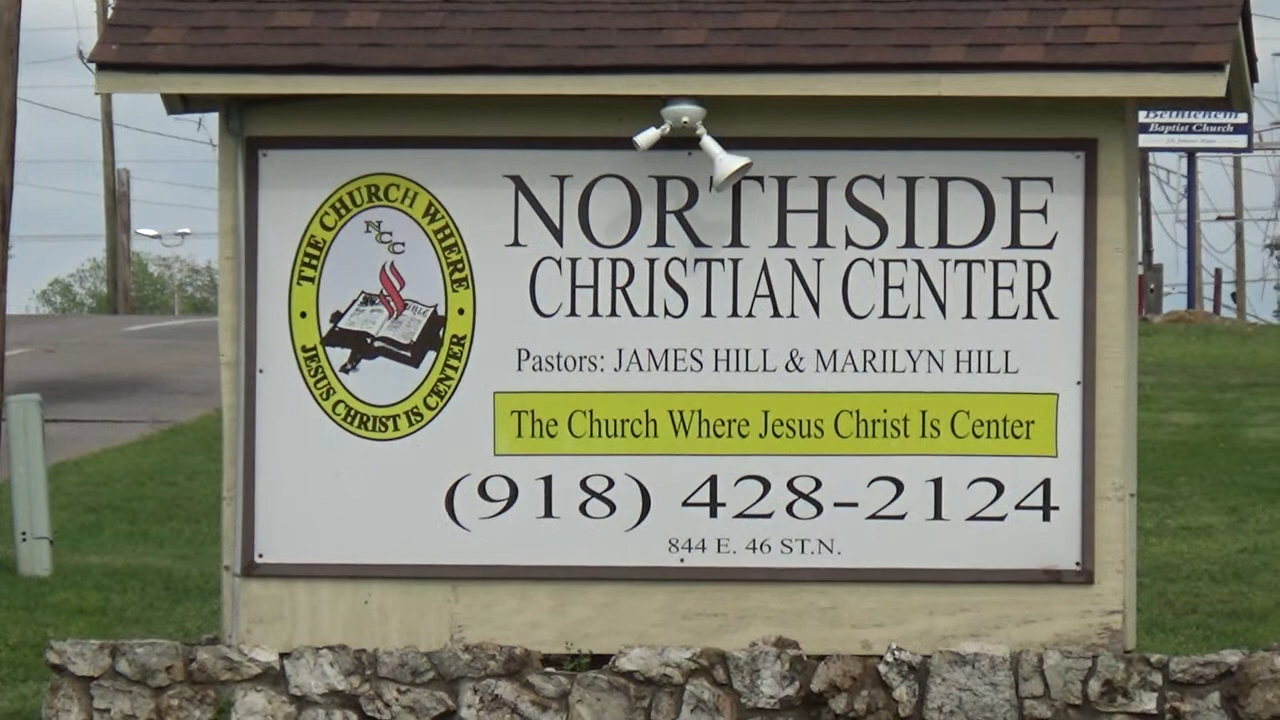 THE CHURCH WHERE
NCC
JESUS CHRIST IS CENTER
NORTHSIDE
CHRISTIAN CENTER
Pastors: JAMES HILL & MARILYN HILL
The Church Where Jesus Christ Is Center
(918) 428-2124
844 E. 46 ST.N.
Bethlehem
Baptist Church